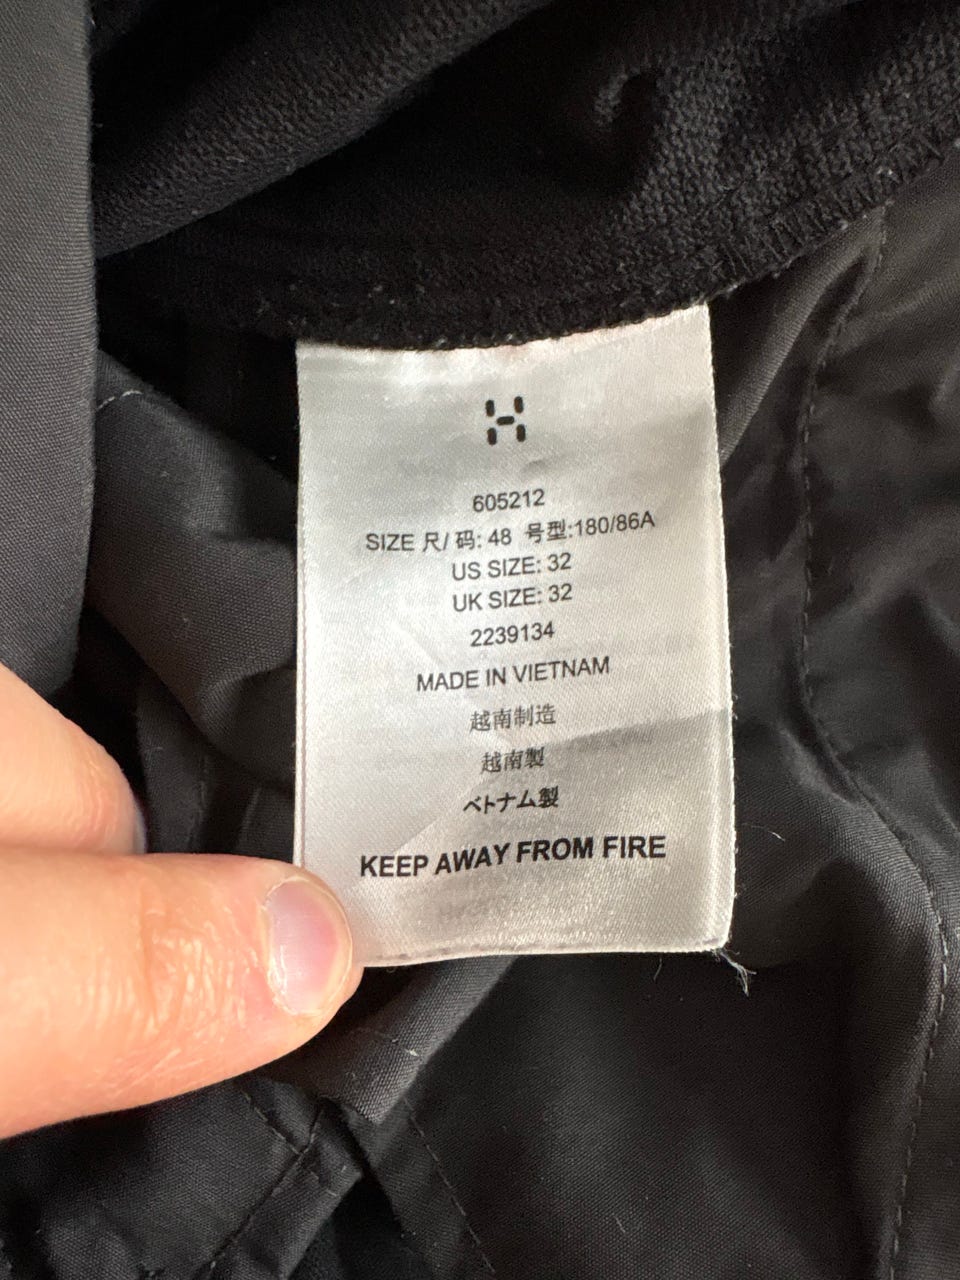 605212
SIZE 尺/ 码: 48 号型:180/86A
US SIZE: 32
UK SIZE: 32
2239134
MADE IN VIETNAM
越南制造
越南製
ベトナム製
KEEP AWAY FROM FIRE